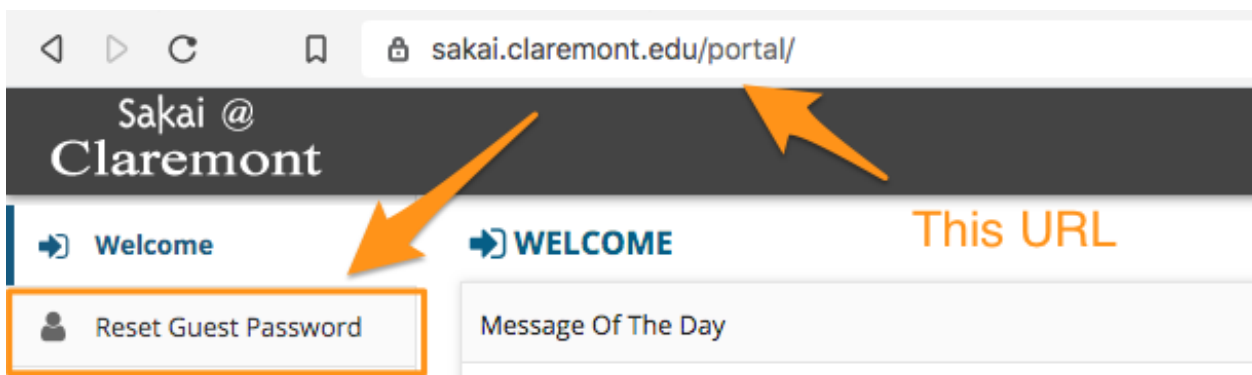 sakai.claremont.edu/portal/
Sakai @
Claremont
This URL
Welcome
WELCOME
Reset Guest Password
Message Of The Day